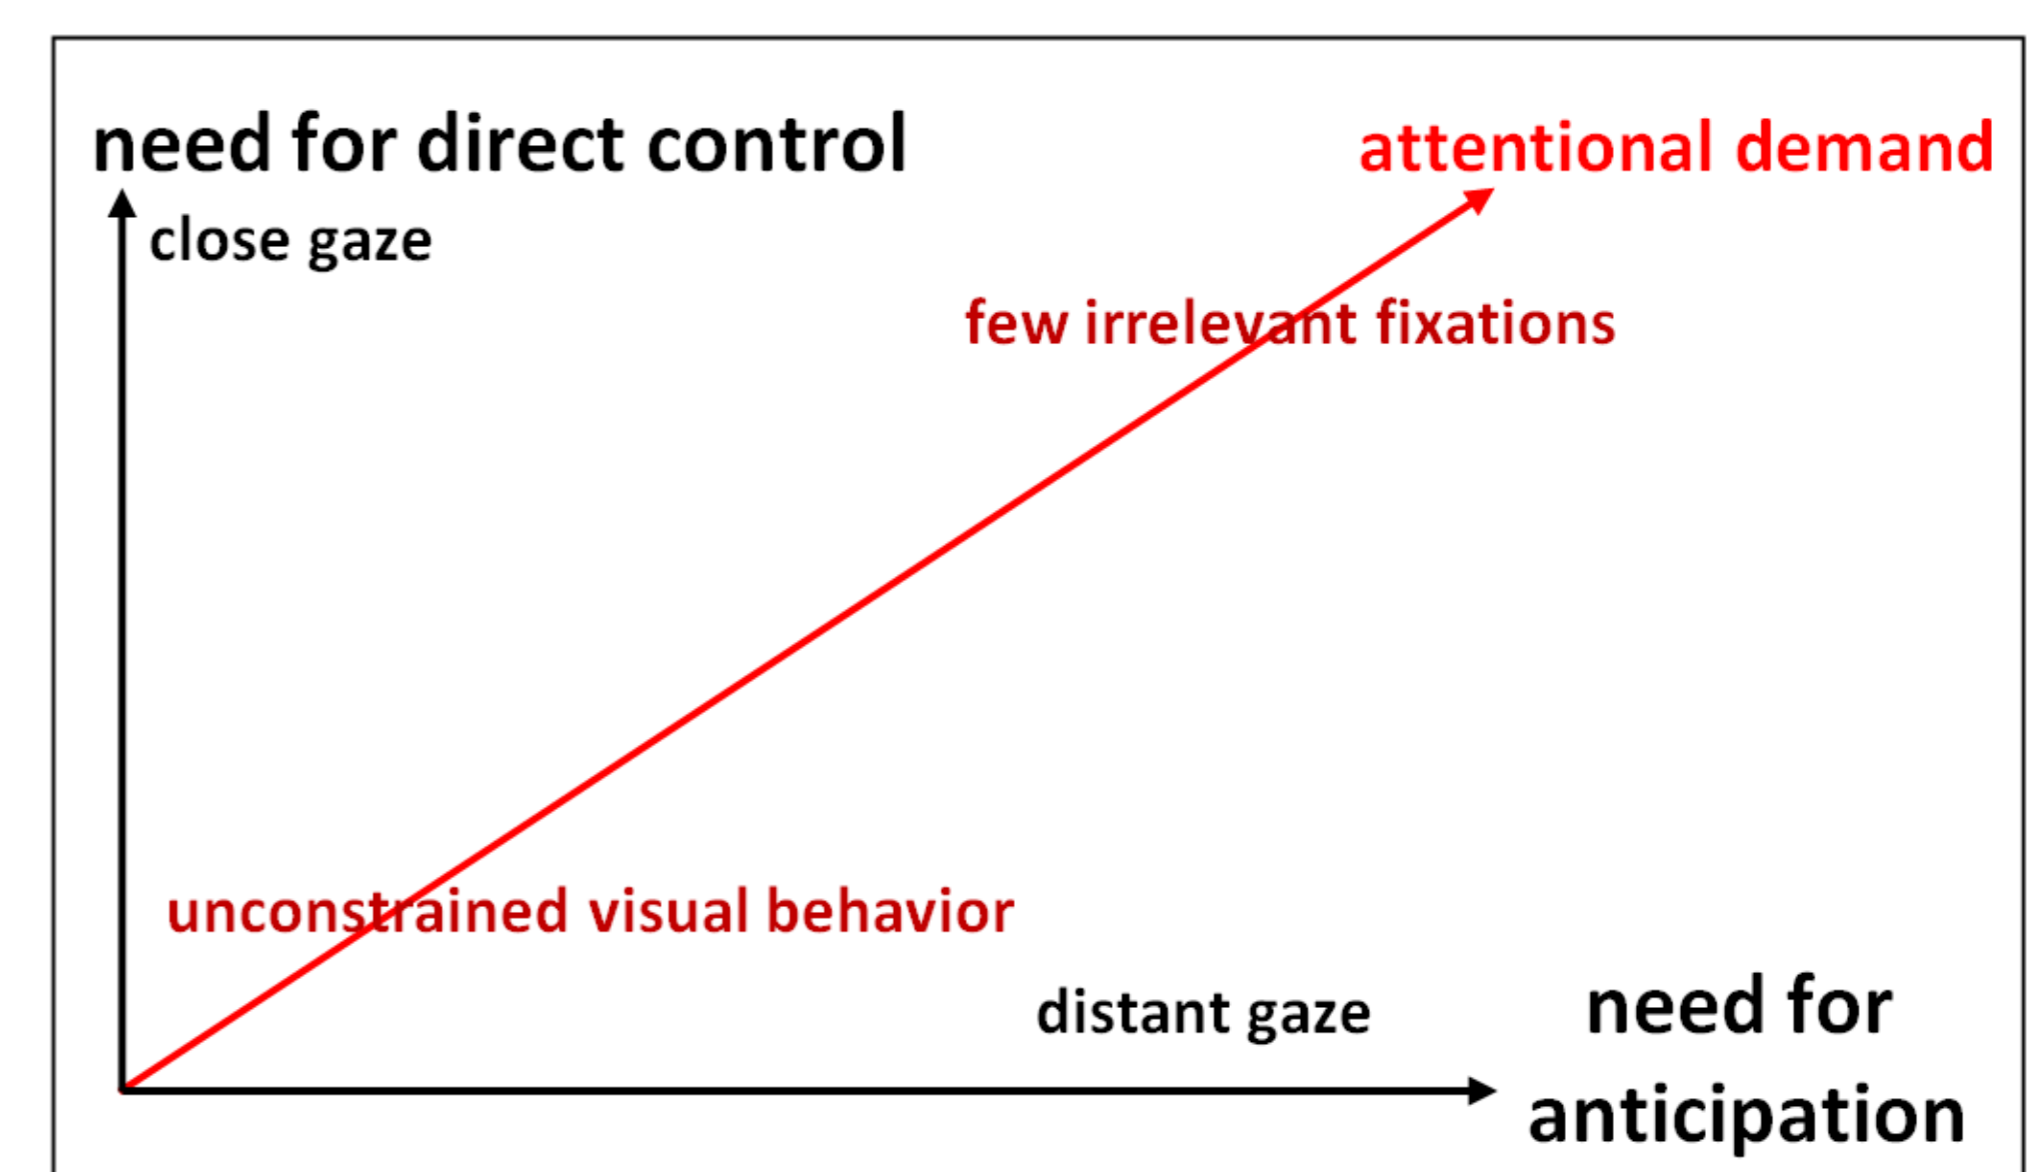 need for direct control
attentional demand
close gaze
few irrelevant fixations
unconstrained visual behavior
distant gaze
need for
anticipation